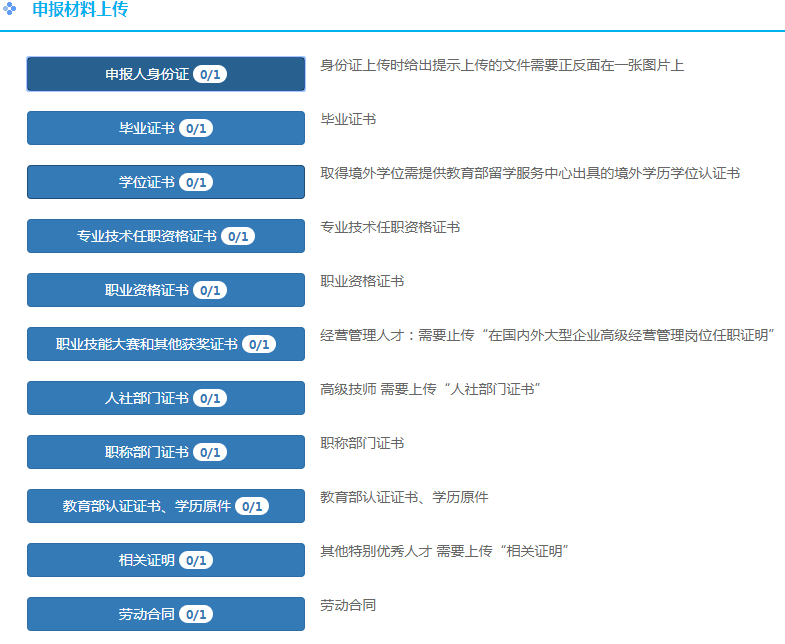 申报材料上传
申报人身份证 0/1 身份证上传时给出提示上传的文件需要正反面在一张图片上
毕业证书 0/1 毕业证书
学位证书 0/1 取得境外学位需提供教育部留学服务中心出具的境外学历学位认证书
专业技术任职资格证书 0/1 专业技术任职资格证书
职业资格证书 0/1 职业资格证书
职业技能大赛和其他获奖证书 0/1 经营管理人才：需要止传“在国内外大型企业高级经营管理岗位任职证明”
人社部门证书 0/1 高级技师 需要上传“人社部门证书”
职称部门证书 0/1 职称部门证书
教育部认证证书、学历原件 0/1 教育部认证证书、学历原件
相关证明 0/1 其他特别优秀人才 需要上传“相关证明”
劳动合同 0/1 劳动合同